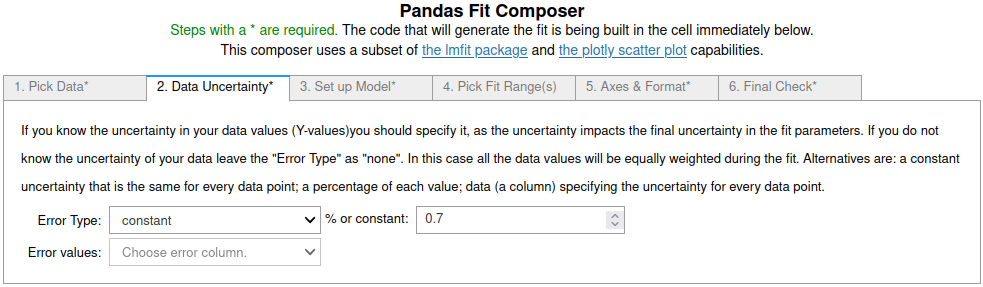 Pandas Fit Composer
Steps with a * are required. The code that will generate the fit is being built in the cell immediately below.
This composer uses a subset of the lmfit package and the plotly scatter plot capabilities.
1. Pick Data* 2. Data Uncertainty* 3. Set up Model* 4. Pick Fit Range(s) 5. Axes & Format* 6. Final Check*
If you know the uncertainty in your data values (Y-values)you should specify it, as the uncertainty impacts the final uncertainty in the fit parameters. If you do not
know the uncertainty of your data leave the "Error Type" as "none". In this case all the data values will be equally weighted during the fit. Alternatives are: a constant
uncertainty that is the same for every data point; a percentage of each value; data (a column) specifying the uncertainty for every data point.
Error Type: constant % or constant: 0.7
Error values: Choose error column.